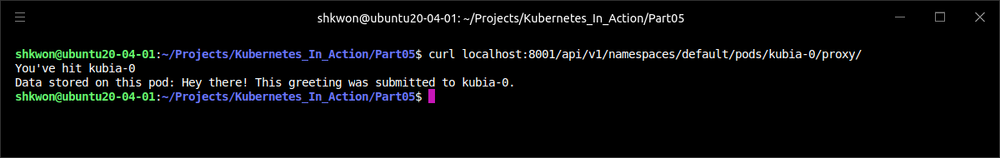 shkwon@ubuntu20-04-01: ~/Projects/Kubernetes_In_Action/Part05
shkwon@ubuntu20-04-01:~/Projects/Kubernetes_In_Action/Part05$ curl localhost:8001/api/v1/namespaces/default/pods/kubia-0/proxy/
You've hit kubia-0
Data stored on this pod: Hey there! This greeting was submitted to kubia-0.
shkwon@ubuntu20-04-01:~/Projects/Kubernetes_In_Action/Part05$